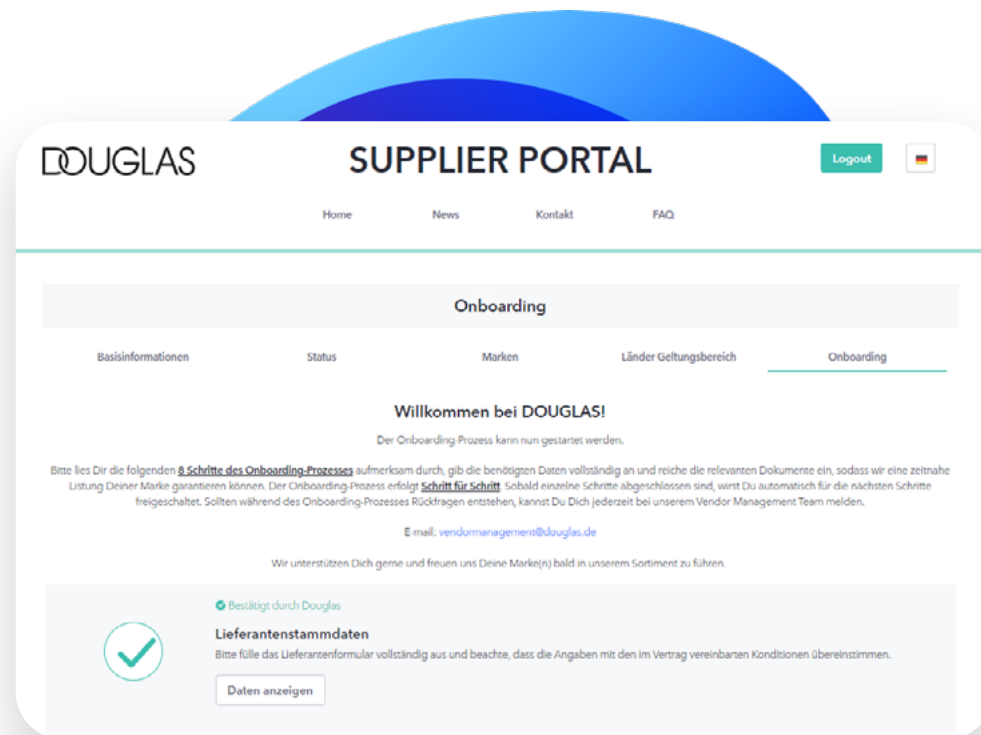 DOUGLAS
SUPPLIER PORTAL
Logout
Home
News
Kontakt
FAQ
Onboarding
Basisinformationen
Status
Marken
Länder Geltungsbereich
Onboarding
Willkommen bei DOUGLAS!
Der Onboarding-Prozess kann nun gestartet werden.
Bitte lies Dir die folgenden 8 Schritte des Onboarding-Prozesses aufmerksam durch, gib die benötigten Daten vollständig an und reiche die relevanten Dokumente ein, sodass wir eine zeitnahe
Listung Deiner Marke garantieren können. Der Onboarding-Prozess erfolgt Schritt für Schritt. Sobald einzelne Schritte abgeschlossen sind, wirst Du automatisch für die nächsten Schritte
freigeschaltet. Sollten während des Onboarding-Prozesses Rückfragen entstehen, kannst Du Dich jederzeit bei unserem Vendor Management Team melden.
E-mail: vendormanagement@douglas.de
Wir unterstützen Dich gerne und freuen uns Deine Marke(n) bald in unserem Sortiment zu führen.
Bestätigt durch Douglas
Lieferantenstammdaten
Bitte fülle das Lieferantenformular vollständig aus und beachte, dass die Angaben mit den im Vertrag vereinbarten Konditionen übereinstimmen.
Daten anzeigen